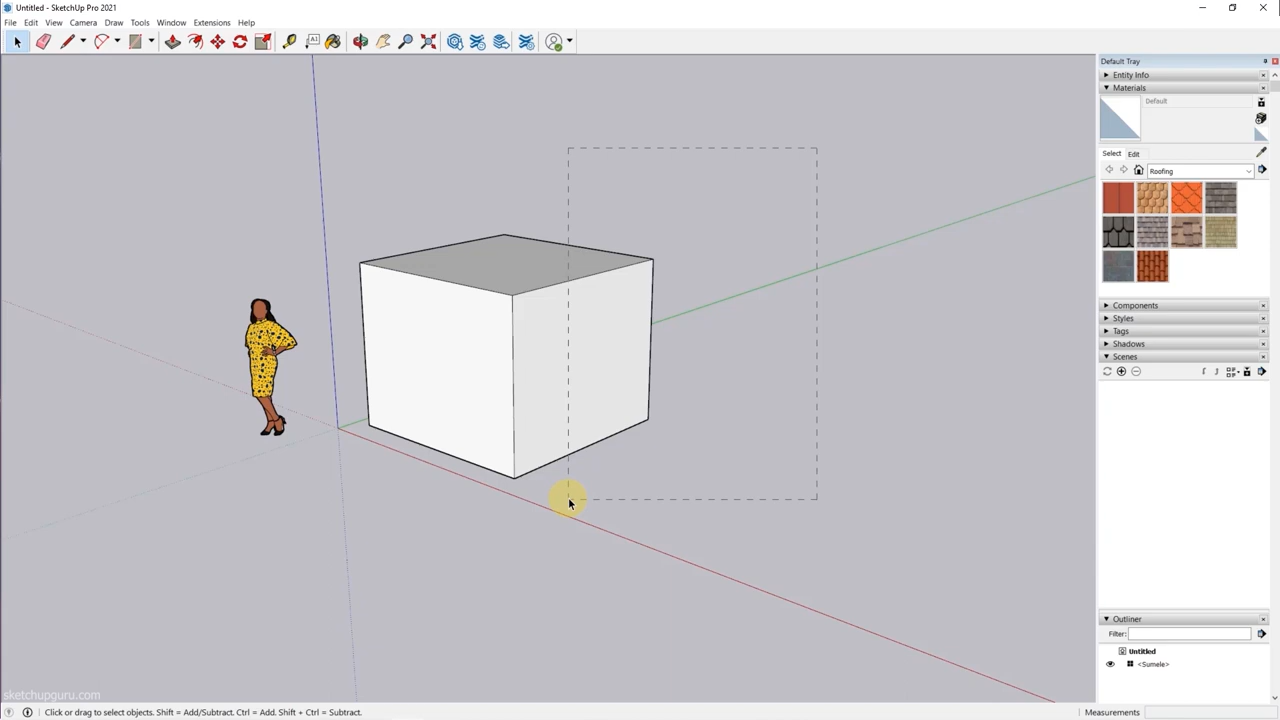 Untitled - SketchUp Pro 2021
File Edit View Camera Draw Tools Window Extensions Help
Default Tray
Entity Info
Materials
Default
Select Edit
Roofing
Components
Styles
Tags
Shadows
Scenes
Outliner
Filter:
Untitled
<Sumele>
sketchupguru.com
Click or drag to select objects. Shift = Add/Subtract. Ctrl = Add. Shift + Ctrl = Subtract.
Measurements